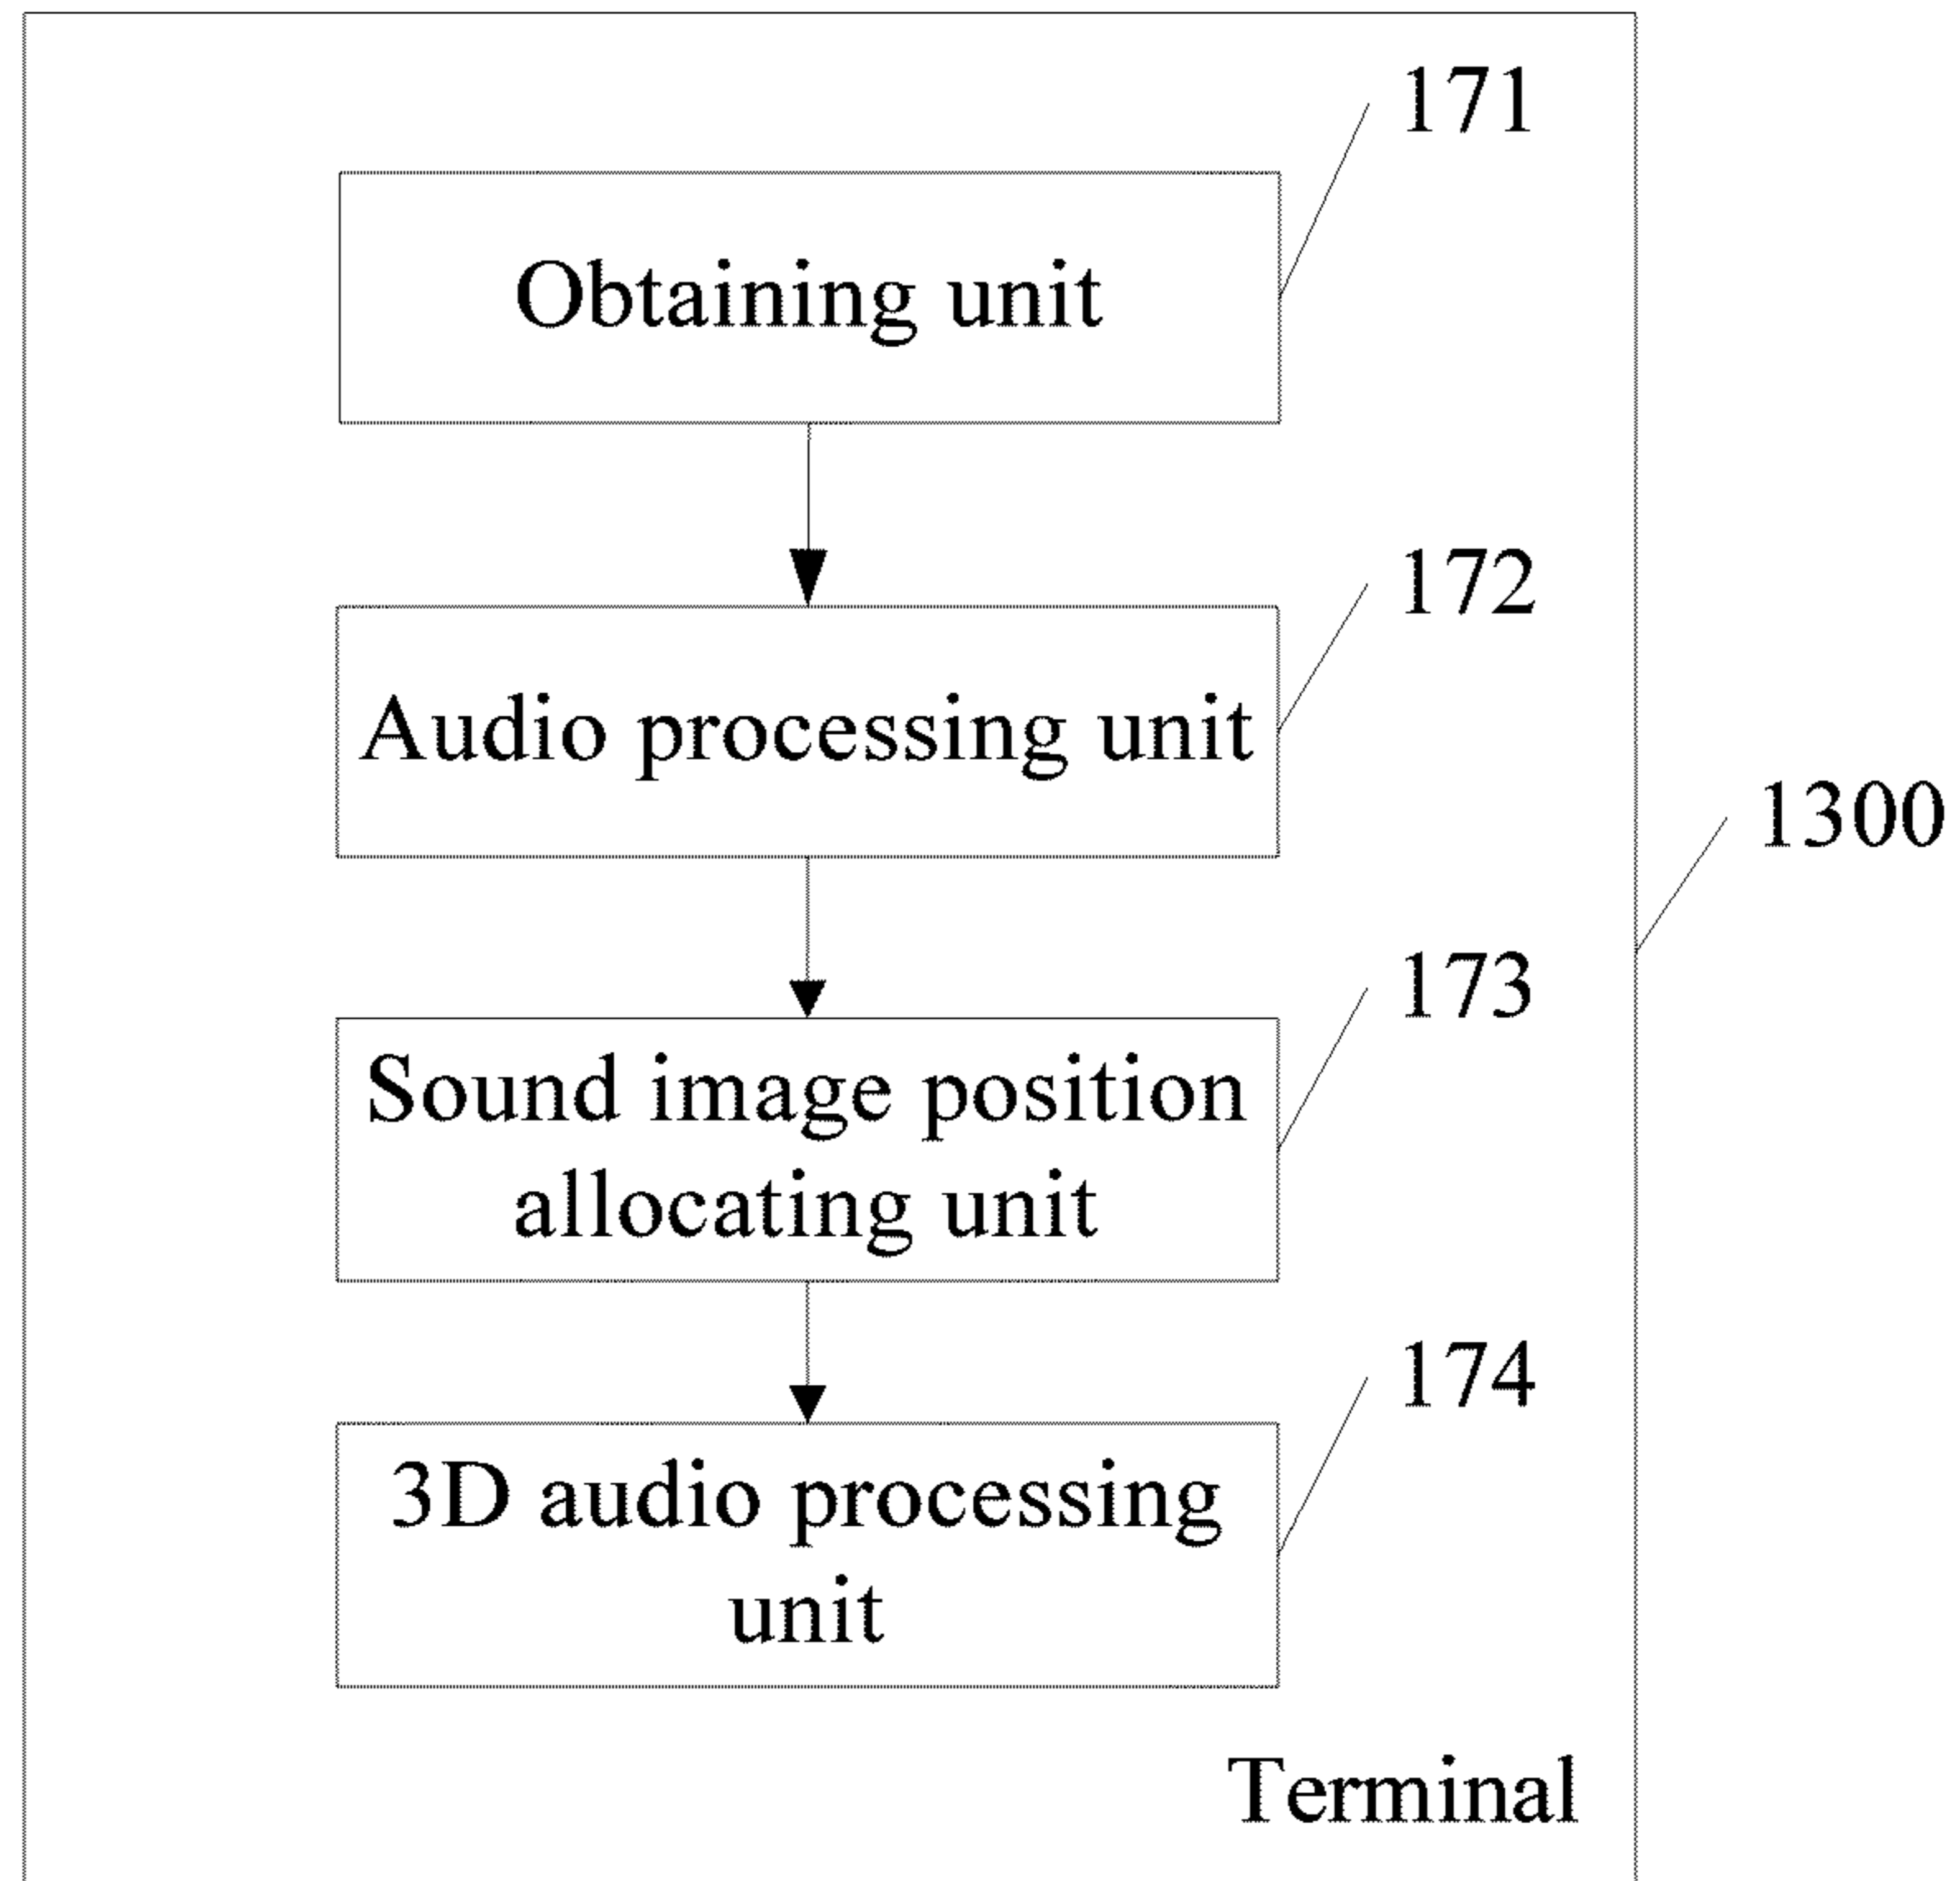 171
Obtaining unit
172
Audio processing unit
1300
173
Sound image position
allocating unit
174
3D audio processing
unit
Terminal